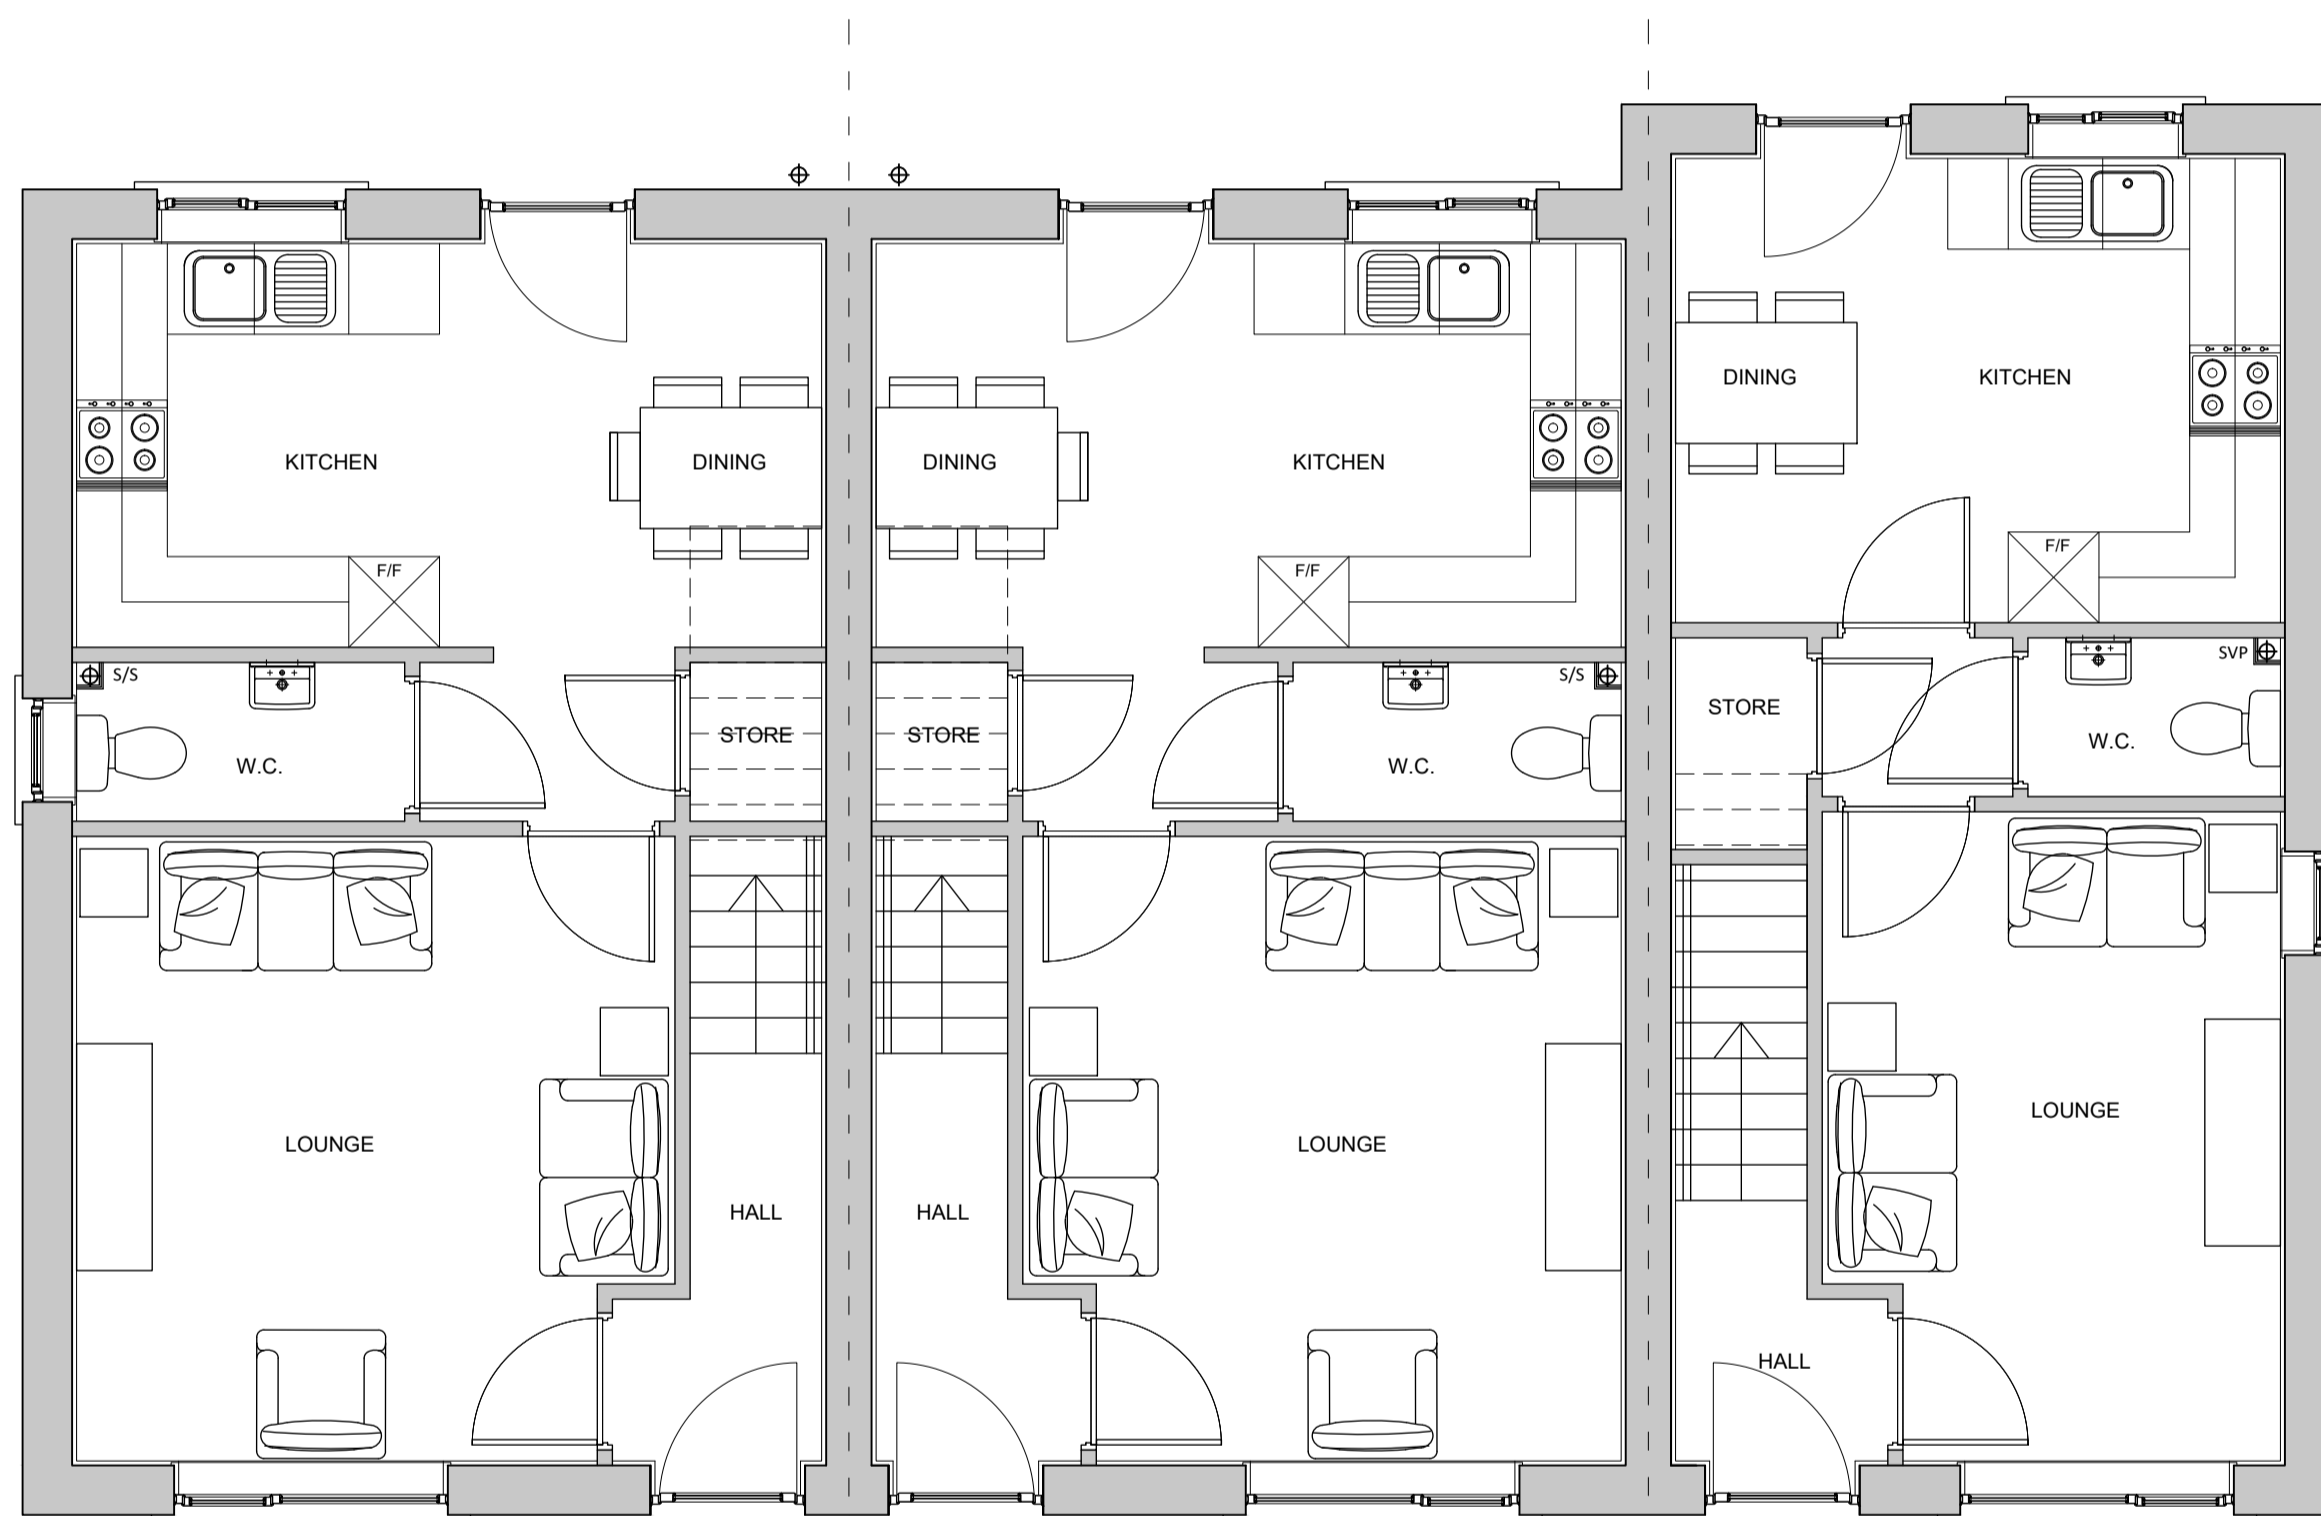 DINING
KITCHEN
KITCHEN
DINING
DINING
KITCHEN
F/F
F/F
F/F
S/S
S/S
SVP
STORE
STORE
STORE
W.C.
W.C.
W.C.
LOUNGE
LOUNGE
LOUNGE
HALL
HALL
HALL